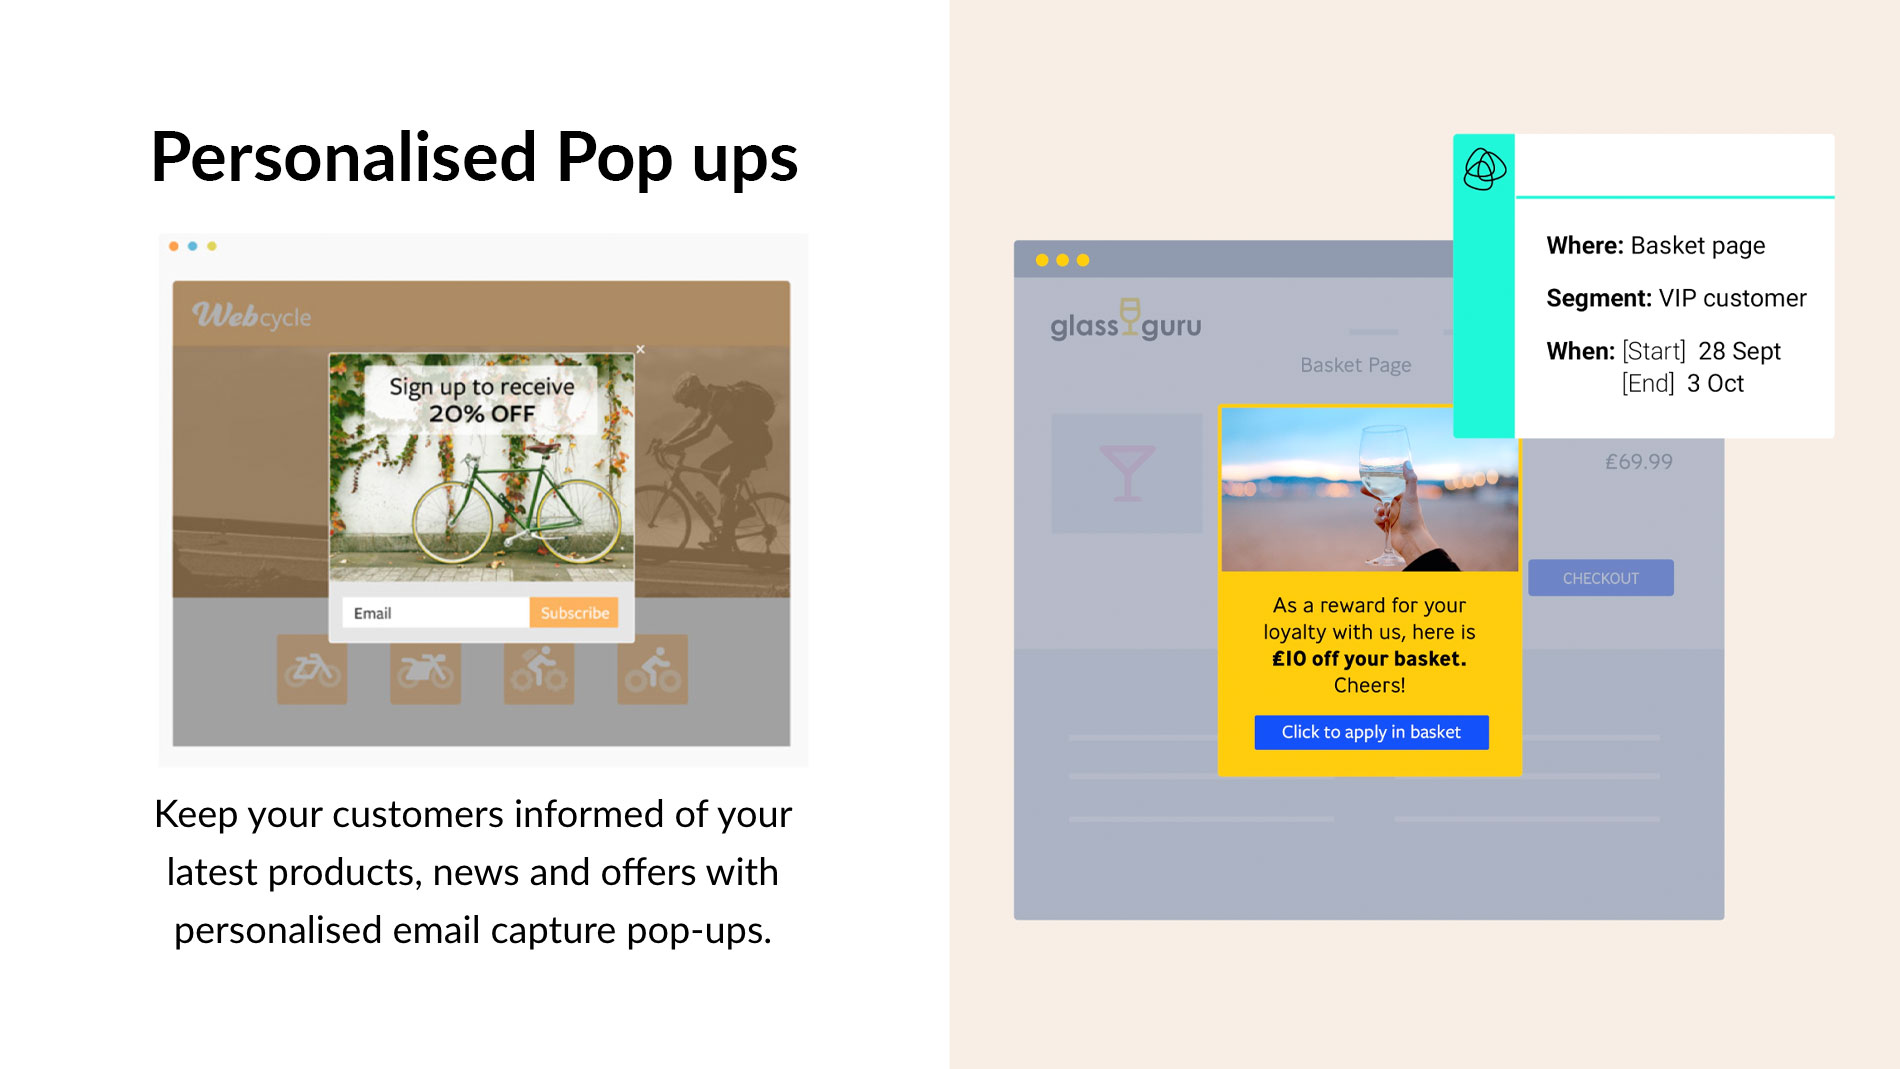 Personalised Pop ups
Webcycle
x
Sign up to receive
20% OFF
Email
Subscribe
Keep your customers informed of your
latest products, news and offers with
personalised email capture pop-ups.
Where: Basket page
Segment: VIP customer
When: [Start] 28 Sept
[End] 3 Oct
glass guru
Basket Page
£69.99
CHECKOUT
As a reward for your
loyalty with us, here is
£10 off your basket.
Cheers!
Click to apply in basket